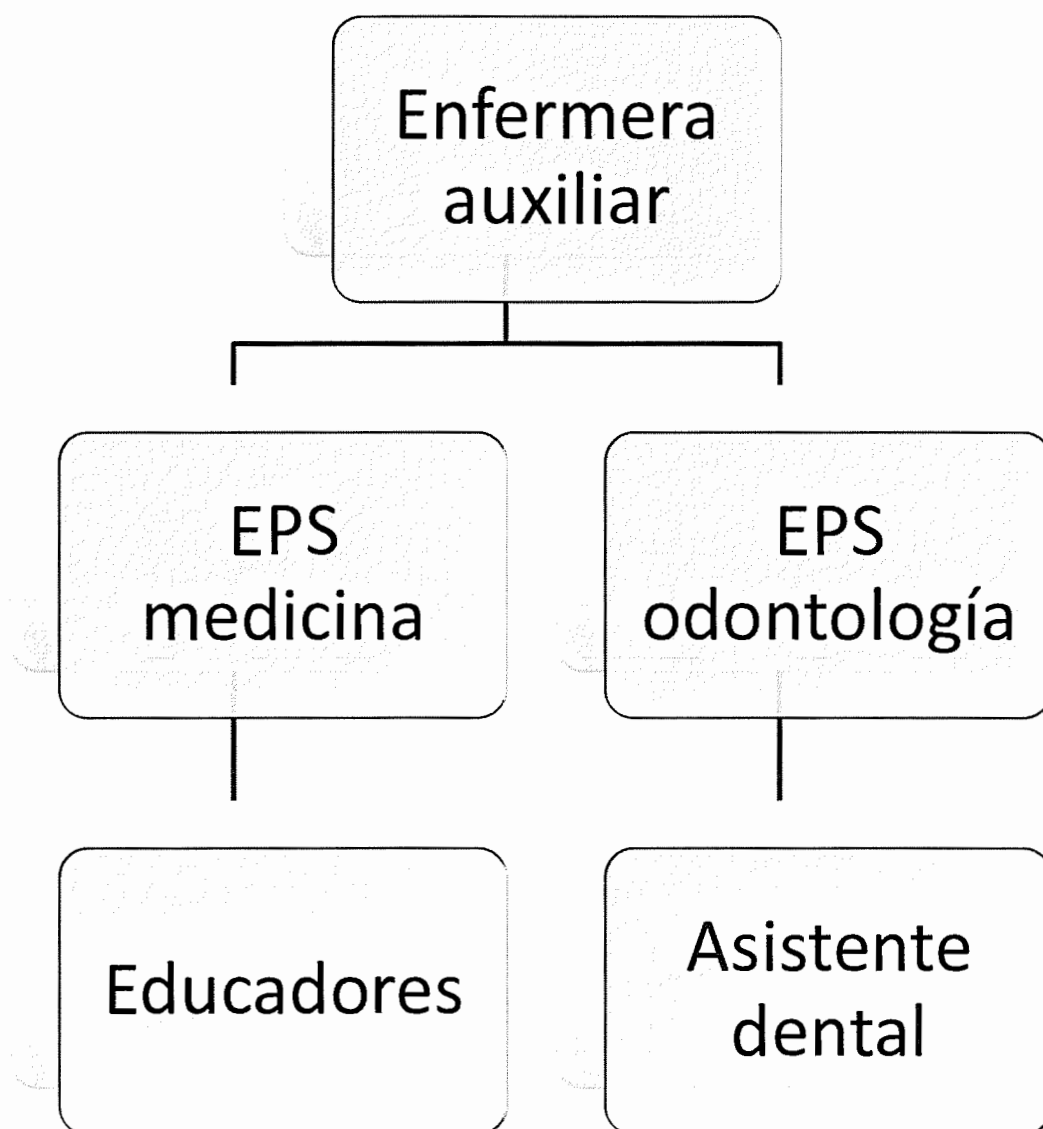 Enfermera
auxiliar
EPS
medicina
EPS
odontología
Educadores
Asistente
dental